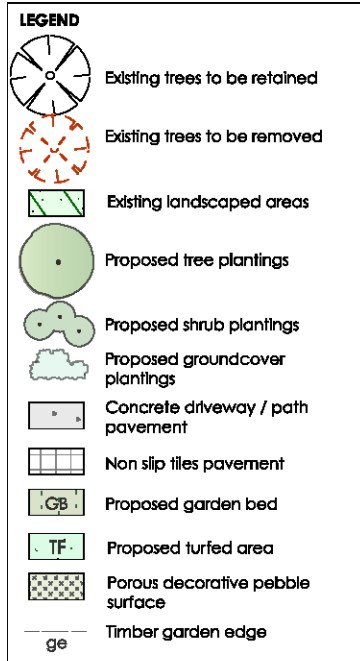 LEGEND
Existing trees to be retained
Existing trees to be removed
Existing landscaped areas
Proposed tree plantings
Proposed shrub plantings
Proposed groundcover
plantings
Concrete driveway / path
pavement
Non slip tiles pavement
GB Proposed garden bed
TF Proposed turfed area
Porous decorative pebble
surface
ge Timber garden edge